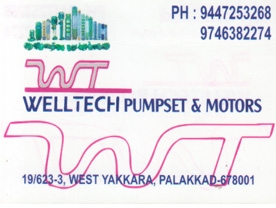 PH : 9447253268
9746382274
WT
WELLTECH PUMPSET & MOTORS
WT
19/623-3, WEST YAKKARA, PALAKKAD-678001